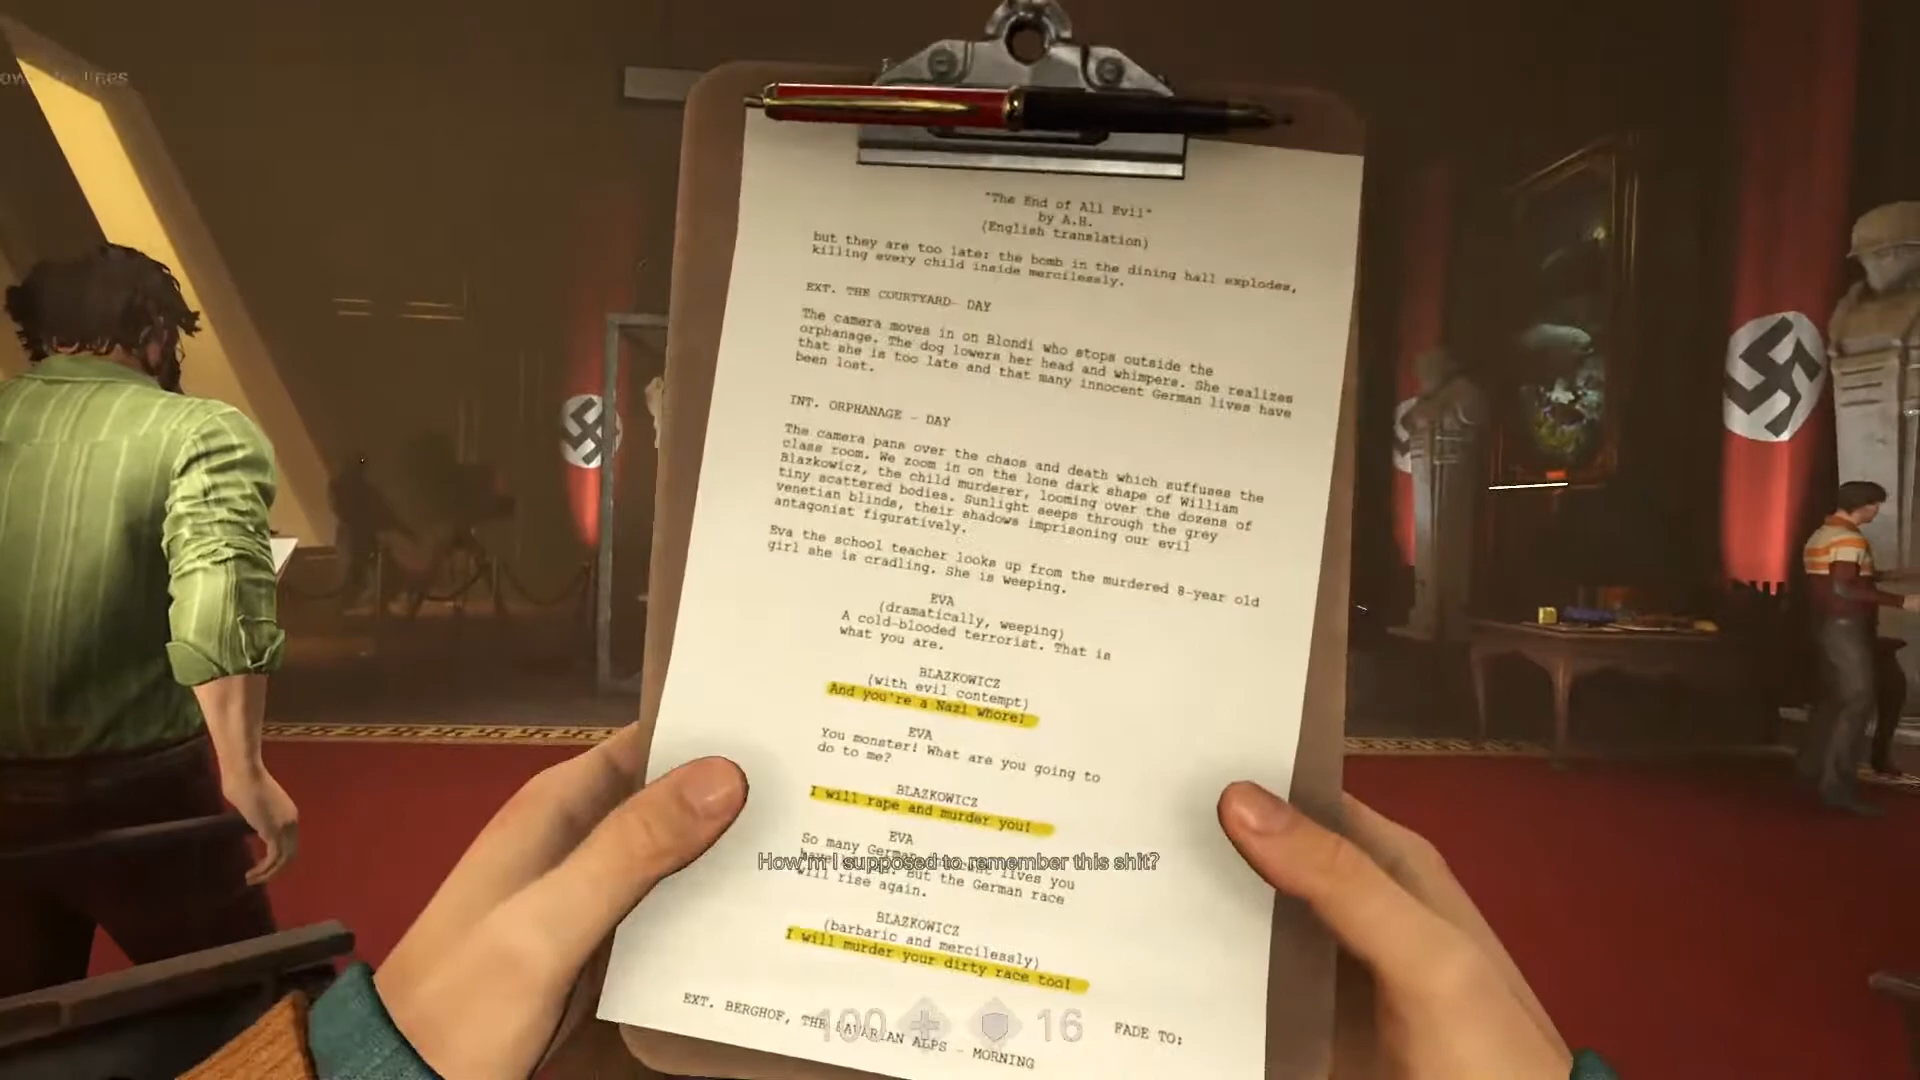 "The End of All Evil"
by A.H.
(English translation)
but they are too late: the bomb in the dining hall explodes,
killing every child inside mercilessly.
EXT. THE COURTYARD- DAY
The camera moves in on Blondi who stops outside the
orphanage. The dog lowers her head and whimpers. She realizes
that she is too late and that many innocent German lives have
been lost.
INT. ORPHANAGE - DAY
The camera pans over the chaos and death which suffuses the
class room. We zoom in on the lone dark shape of William
Blazkowicz, the child murderer, looming over the dozens of
tiny scattered bodies. Sunlight seeps through the grey
venetian blinds, their shadows imprisoning our evil
antagonist figuratively.
Eva the school teacher looks up from the murdered 8-year old
girl she is cradling. She is weeping.
EVA
(dramatically, weeping)
A cold-blooded terrorist. That is
what you are.
BLAZKOWICZ
(with evil contempt)
And you're a Nazi whore!
EVA
You monster! What are you going to
do to me?
BLAZKOWICZ
I will rape and murder you!
EVA
So many German lives you
But the German race
will rise again.
How'm I supposed to remember this shit?
BLAZKOWICZ
(barbaric and mercilessly)
I will murder your dirty race too!
FADE TO:
EXT. BERGHOF, THE BAVARIAN ALPS - MORNING
100 16